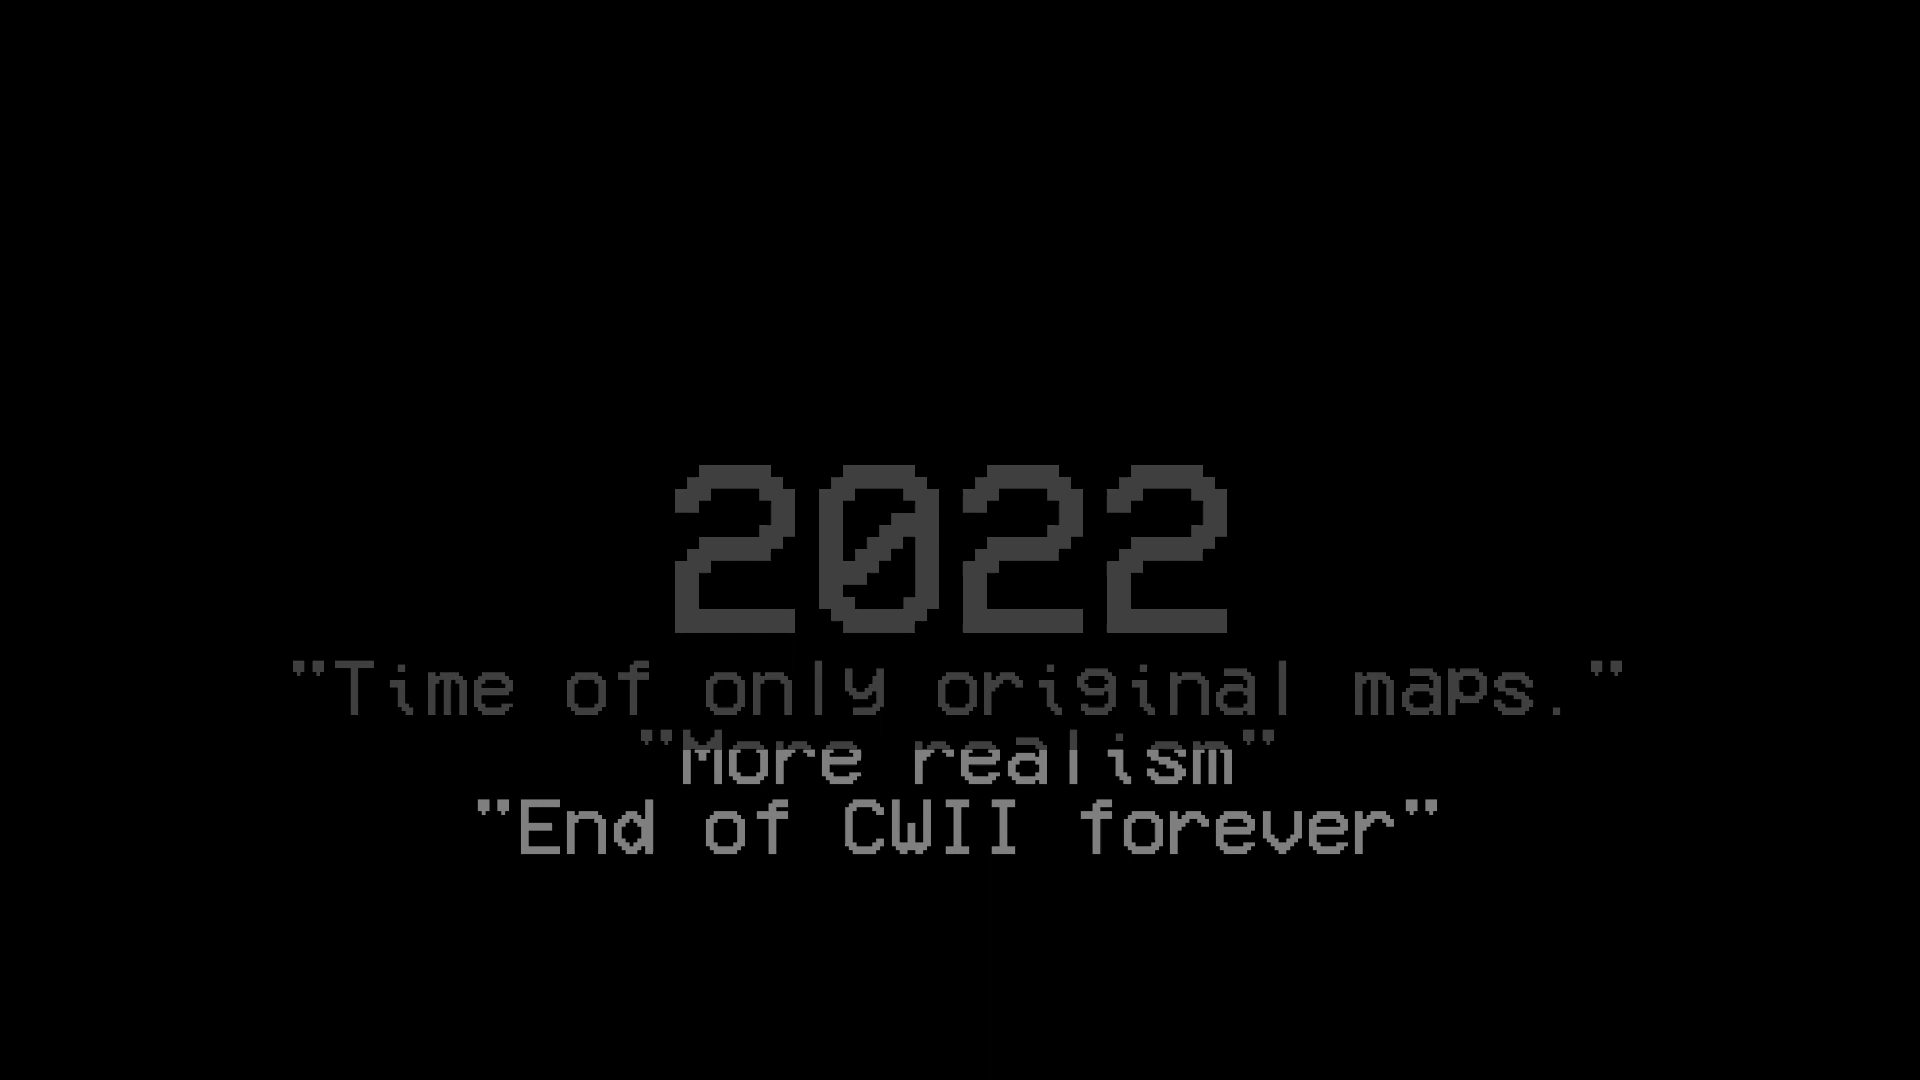 2022
"Time of only original maps."
"More realism"
"End of CWII forever"